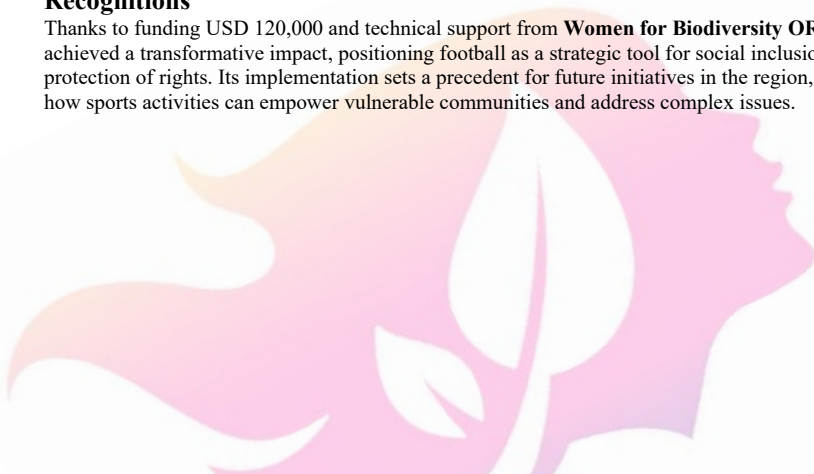 Recognitions
Thanks to funding USD 120,000 and technical support from Women for Biodiversity OR
achieved a transformative impact, positioning football as a strategic tool for social inclusio
protection of rights. Its implementation sets a precedent for future initiatives in the region,
how sports activities can empower vulnerable communities and address complex issues.